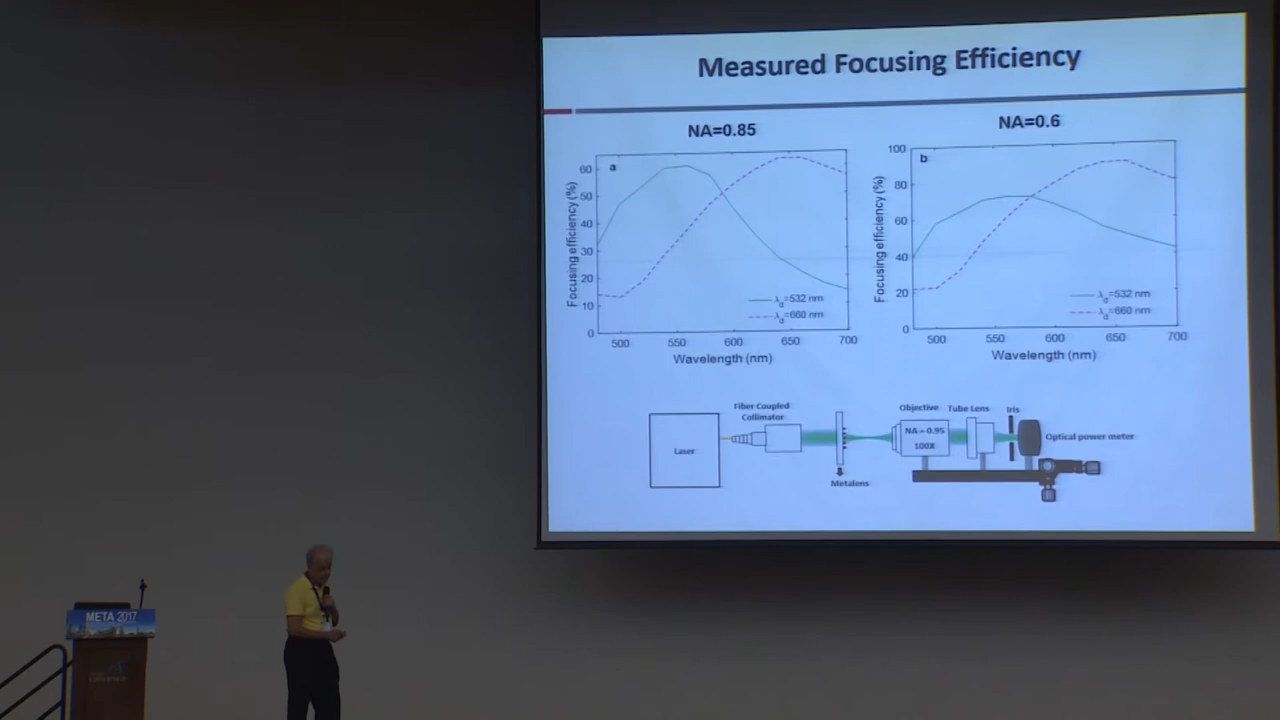 Measured Focusing Efficiency
NA=0.85
NA=0.6
a
60
50
40
30
20
10
0
Focusing efficiency (%)
λd=532 nm
λd=660 nm
500
550
600
650
700
Wavelength (nm)
b
100
80
60
40
20
0
Focusing efficiency (%)
λd=532 nm
λd=660 nm
500
550
600
650
700
Wavelength (nm)
Laser
Fiber Coupled
Collimator
Metalens
Objective
NA = 0.95
100X
Tube Lens
Iris
Optical power meter
META 2017